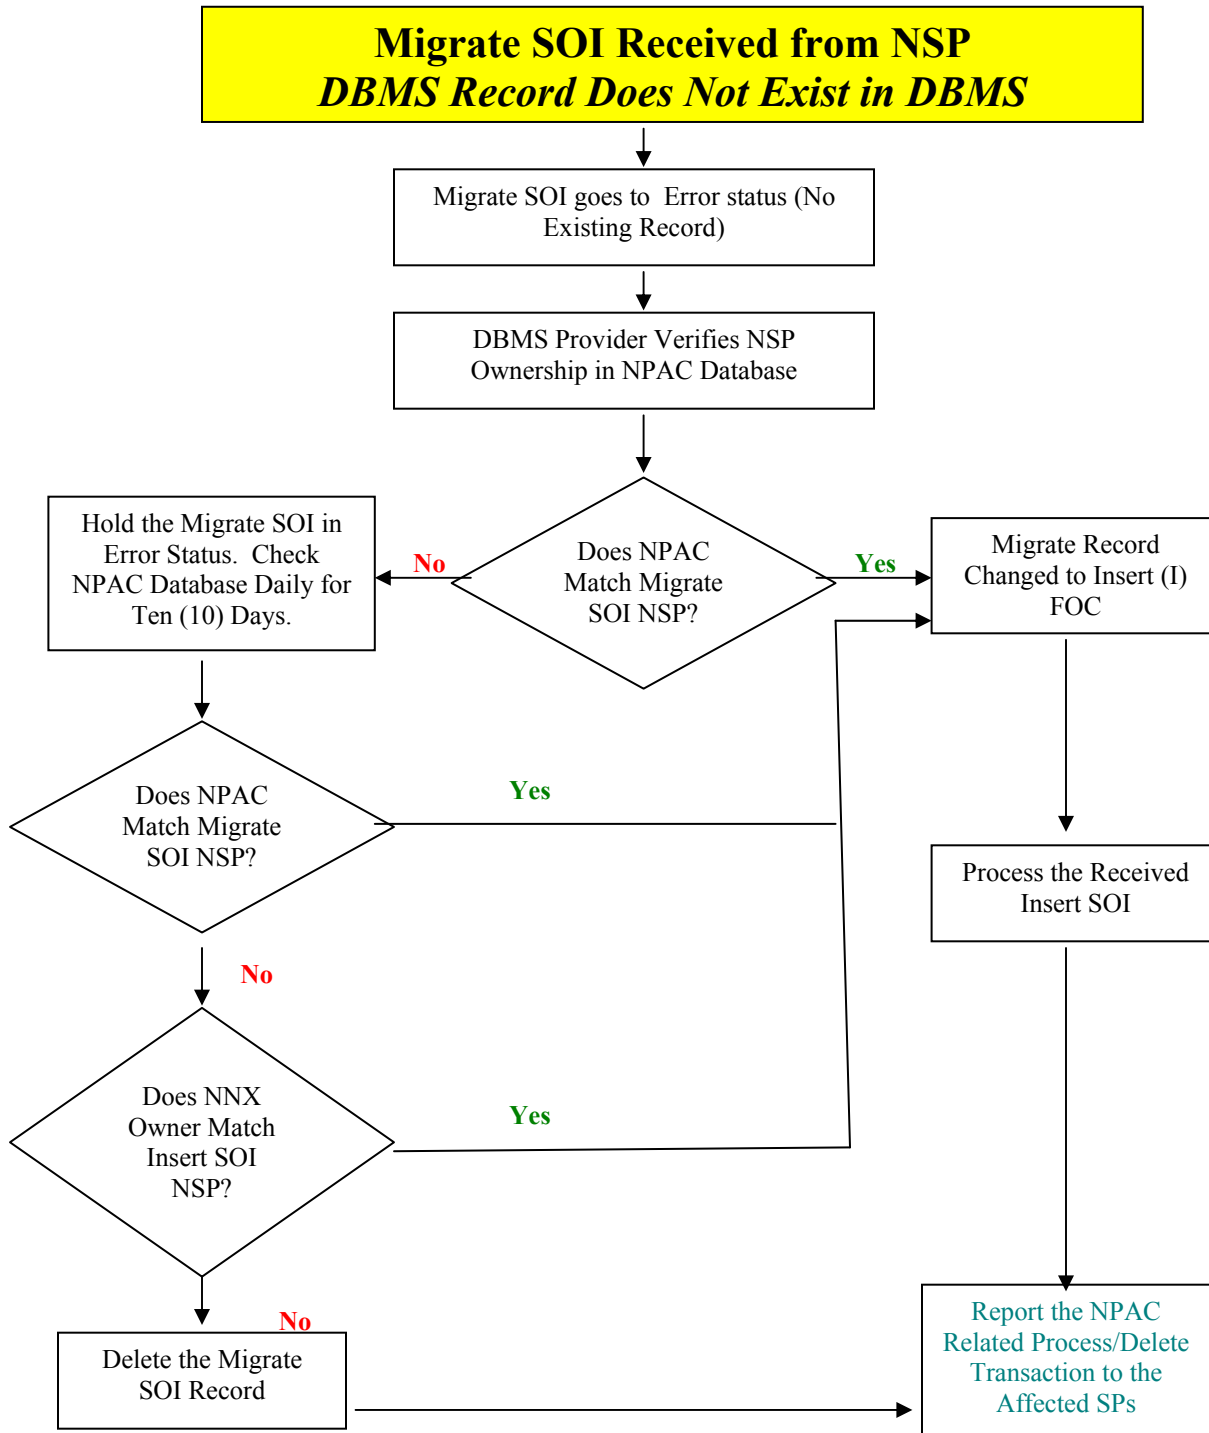 Migrate SOI Received from NSP
DBMS Record Does Not Exist in DBMS
Migrate SOI goes to Error status (No
Existing Record)
DBMS Provider Verifies NSP
Ownership in NPAC Database
Hold the Migrate SOI in
Error Status. Check
NPAC Database Daily for
Ten (10) Days.
No
Does NPAC
Match Migrate
SOI NSP?
Yes
Migrate Record
Changed to Insert (I)
FOC
Does NPAC
Match Migrate
SOI NSP?
Yes
Process the Received
Insert SOI
No
Does NNX
Owner Match
Insert SOI
NSP?
Yes
No
Delete the Migrate
SOI Record
Report the NPAC
Related Process/Delete
Transaction to the
Affected SPs